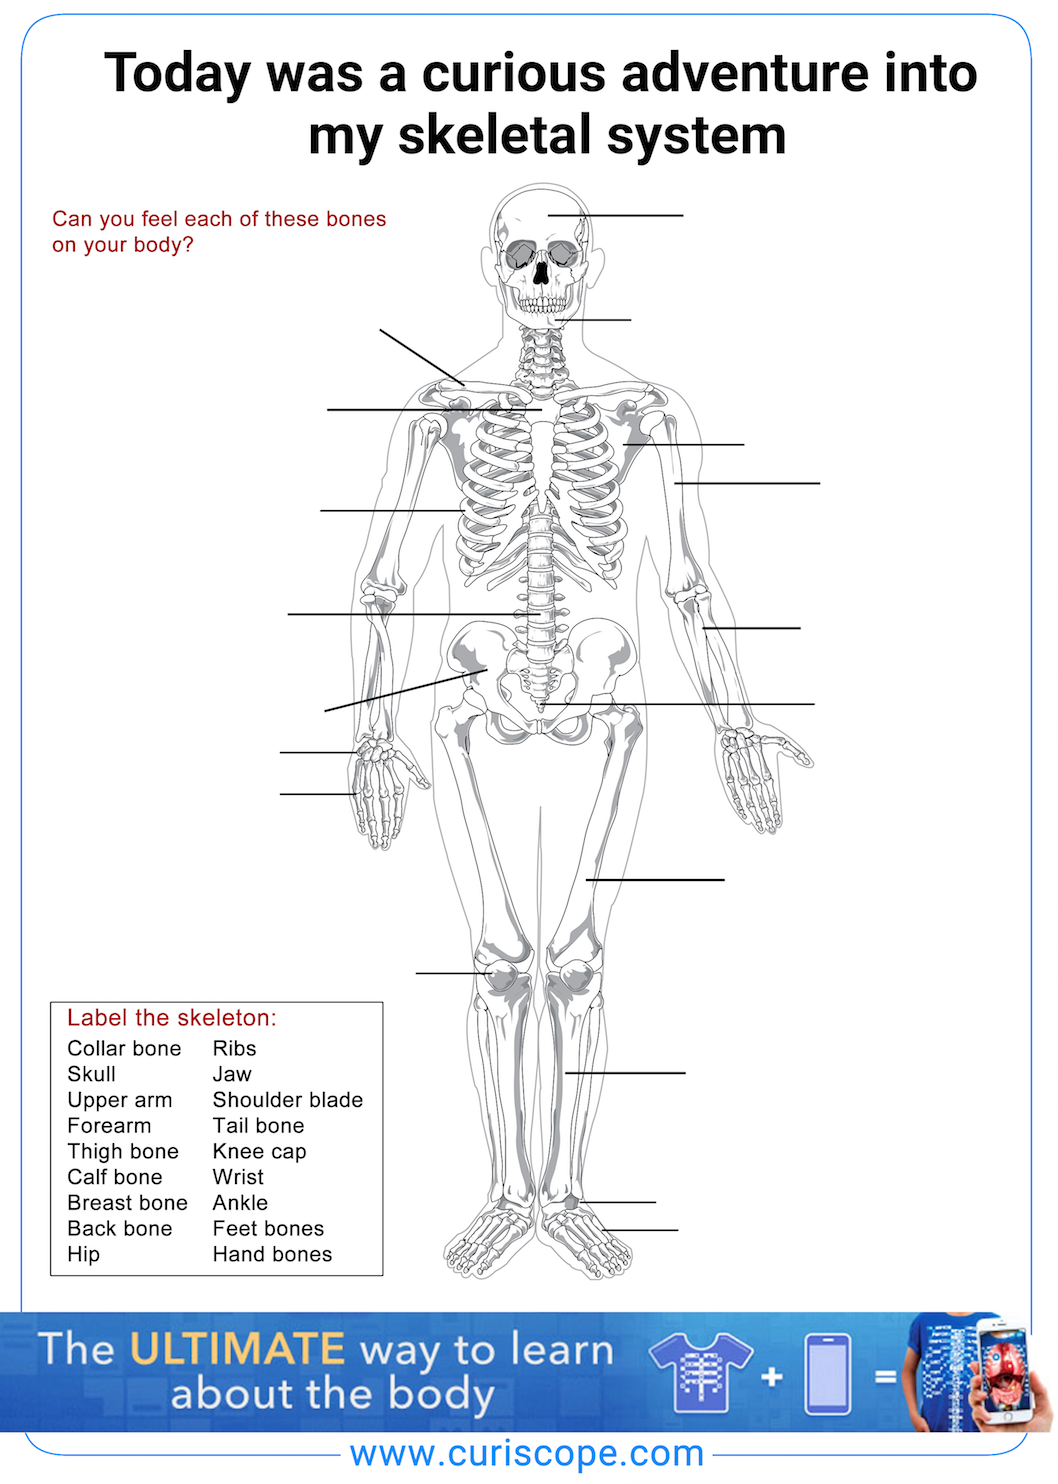 Today was a curious adventure into
my skeletal system
Can you feel each of these bones
on your body?
Label the skeleton:
Collar bone Ribs
Skull Jaw
Upper arm Shoulder blade
Forearm Tail bone
Thigh bone Knee cap
Calf bone Wrist
Breast bone Ankle
Back bone Feet bones
Hip Hand bones
The ULTIMATE way to learn
about the body
+ =
www.curiscope.com